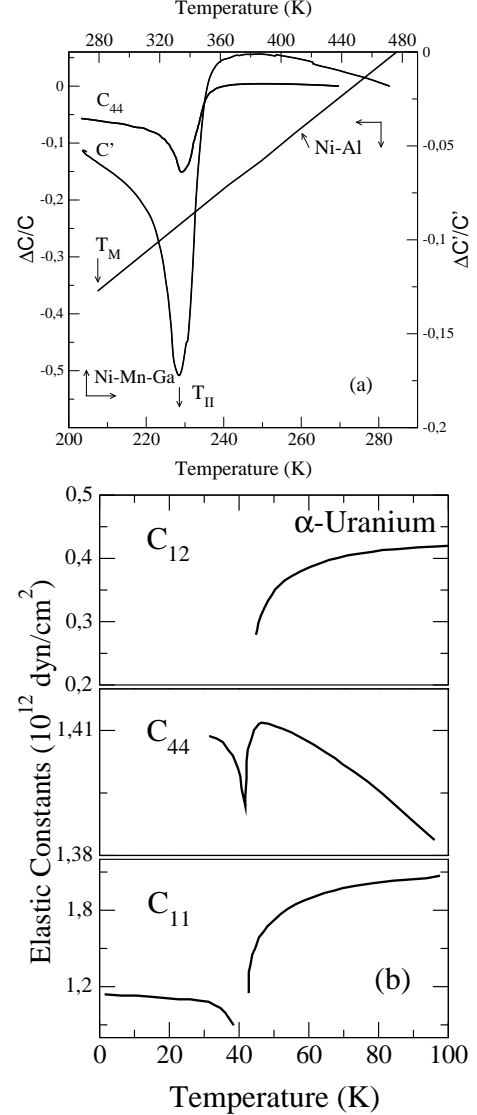 Temperature (K)
280 320 360 400 440 480
0
-0,1
-0,2
-0,3
-0,4
-0,5
ΔC/C
0
-0,05
-0,1
-0,15
-0,2
ΔC'/C'
C44
C'
Ni-Al
TM
Ni-Mn-Ga
TII
(a)
200 220 240 260 280
Temperature (K)
0,5
0,4
0,3
0,2
C12
α-Uranium
1,41
1,38
C44
1.8
1.2
C11
(b)
Elastic Constants (10^12 dyn/cm^2)
0 20 40 60 80 100
Temperature (K)